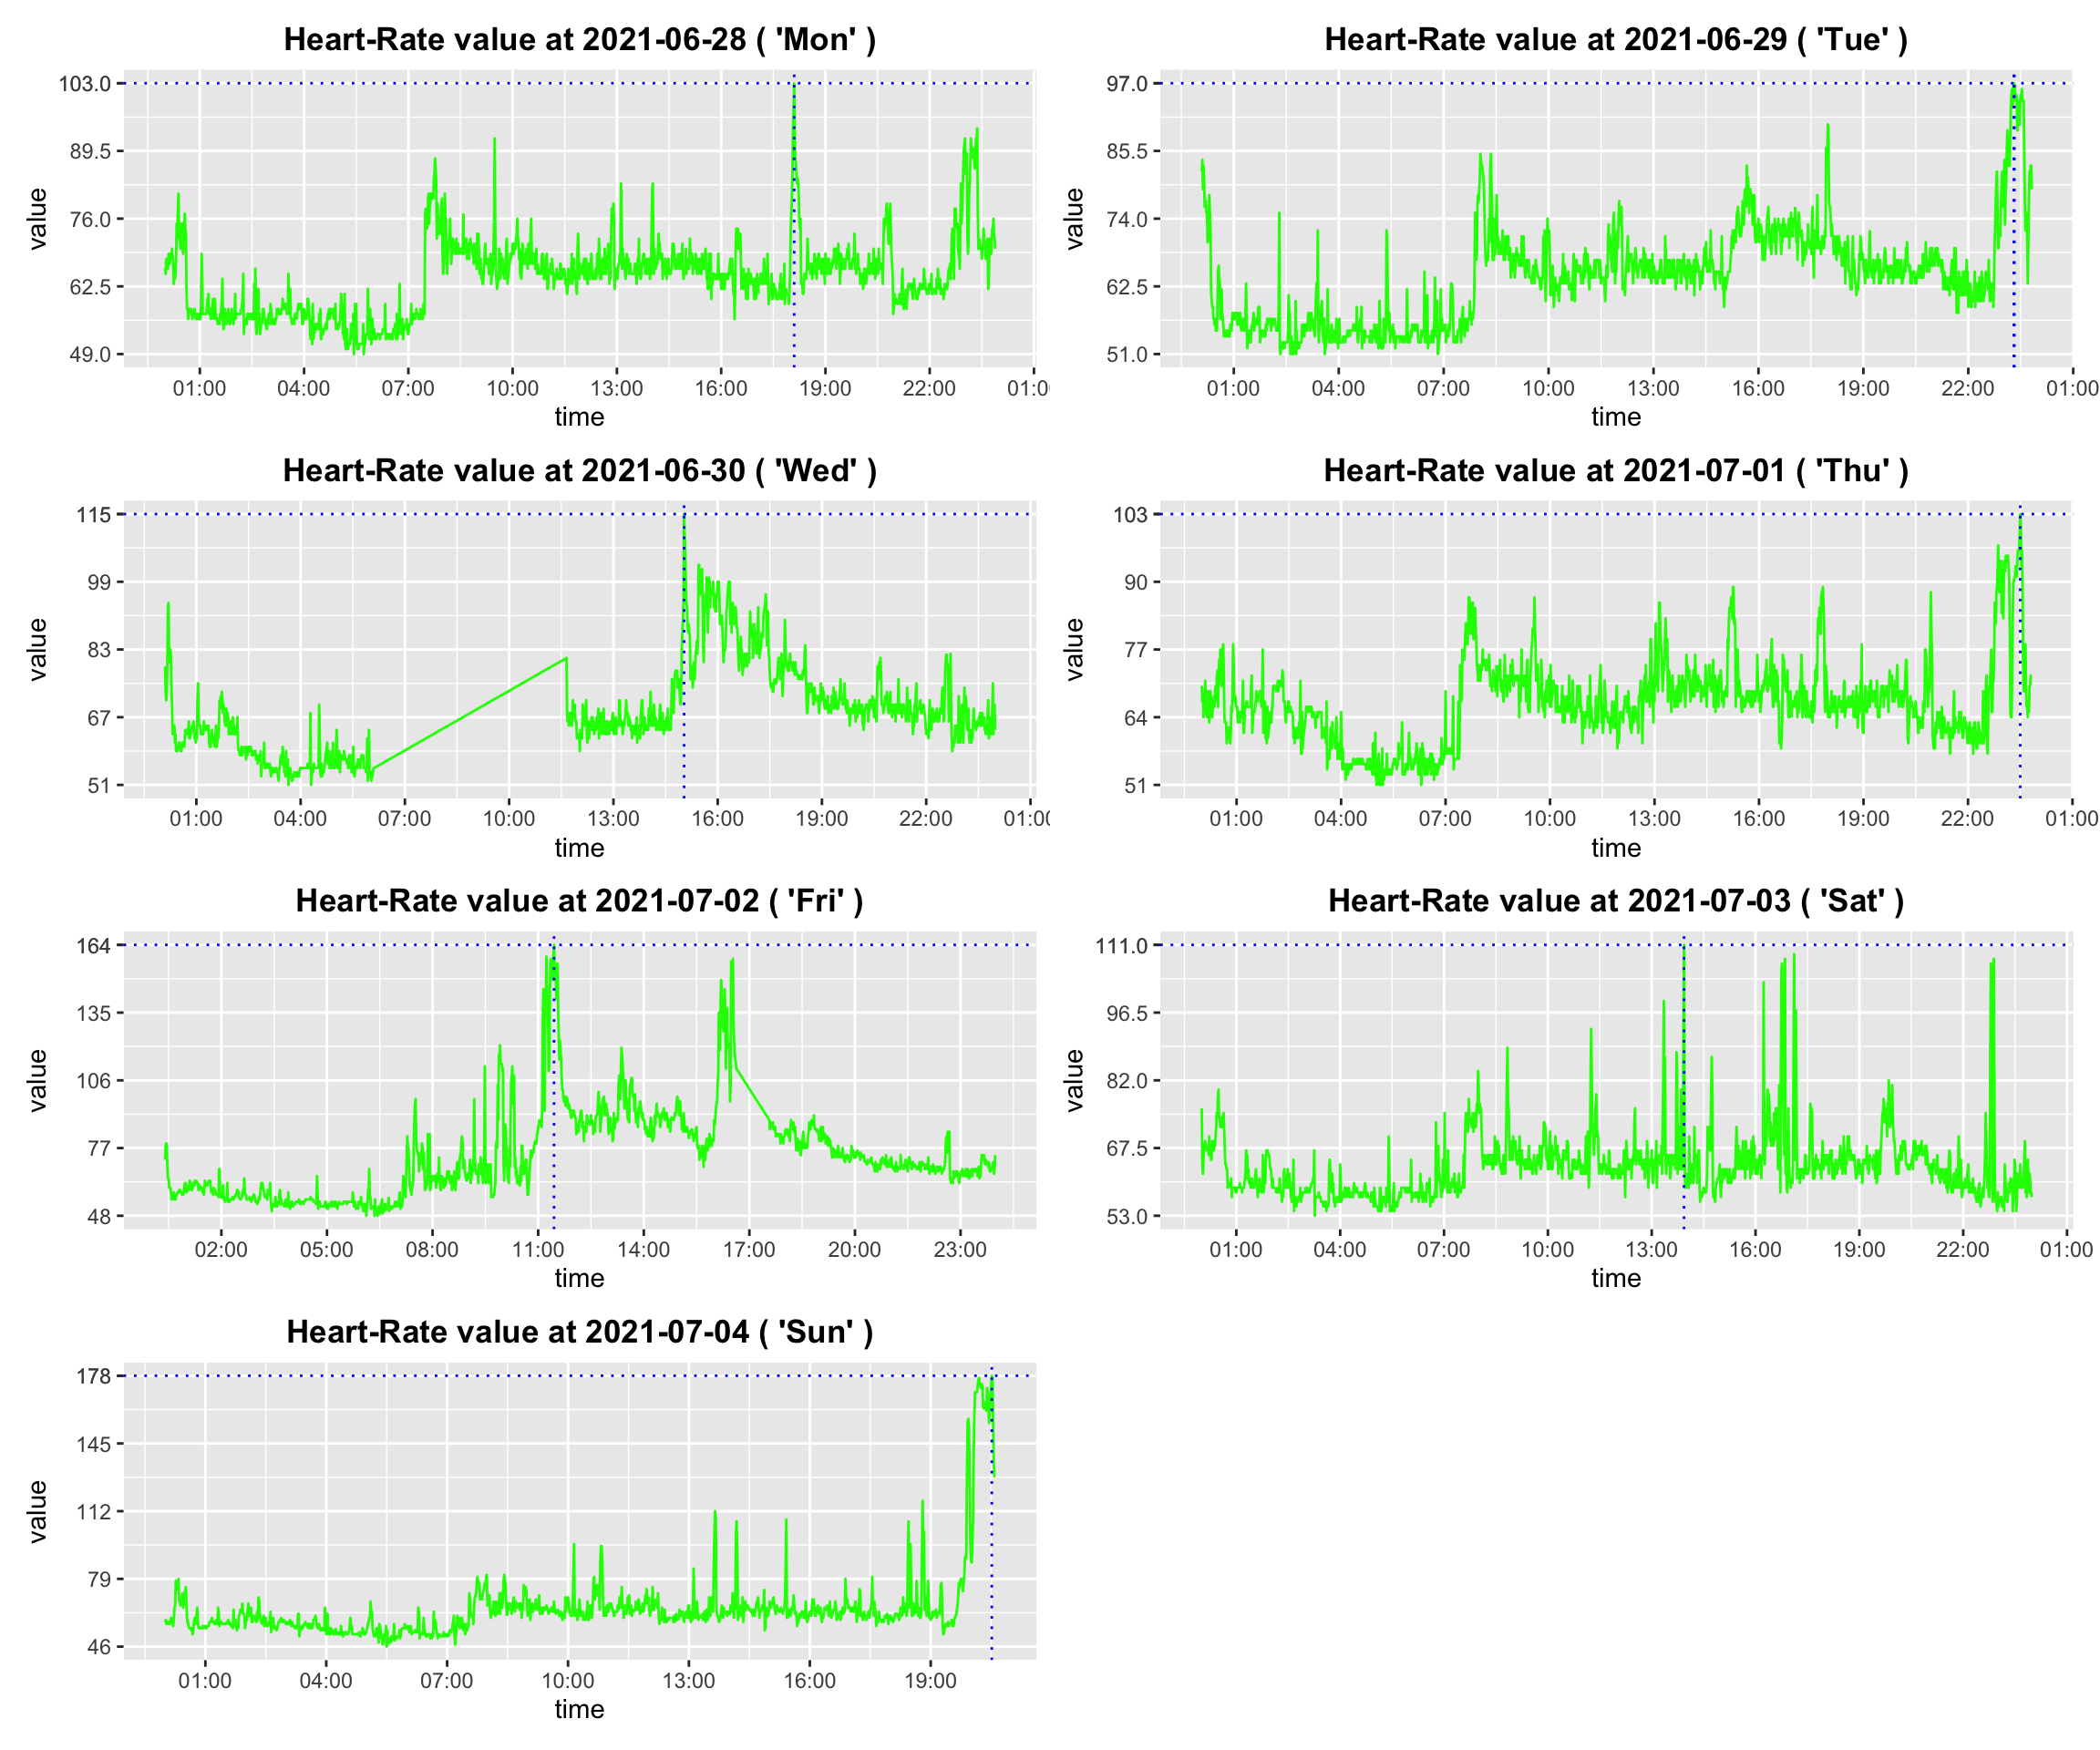 Heart-Rate value at 2021-06-28 ( 'Mon' )
103.0
89.5
76.0
62.5
49.0
value
01:00 04:00 07:00 10:00 13:00 16:00 19:00 22:00 01:0
time
Heart-Rate value at 2021-06-29 ( 'Tue' )
97.0
85.5
74.0
62.5
51.0
value
01:00 04:00 07:00 10:00 13:00 16:00 19:00 22:00 01:00
time
Heart-Rate value at 2021-06-30 ( 'Wed' )
115
99
83
67
51
value
01:00 04:00 07:00 10:00 13:00 16:00 19:00 22:00 01:0
time
Heart-Rate value at 2021-07-01 ( 'Thu' )
103
90
77
64
51
value
01:00 04:00 07:00 10:00 13:00 16:00 19:00 22:00 01:00
time
Heart-Rate value at 2021-07-02 ( 'Fri' )
164
135
106
77
48
value
02:00 05:00 08:00 11:00 14:00 17:00 20:00 23:00
time
Heart-Rate value at 2021-07-03 ( 'Sat' )
111.0
96.5
82.0
67.5
53.0
value
01:00 04:00 07:00 10:00 13:00 16:00 19:00 22:00 01:00
time
Heart-Rate value at 2021-07-04 ( 'Sun' )
178
145
112
79
46
value
01:00 04:00 07:00 10:00 13:00 16:00 19:00
time